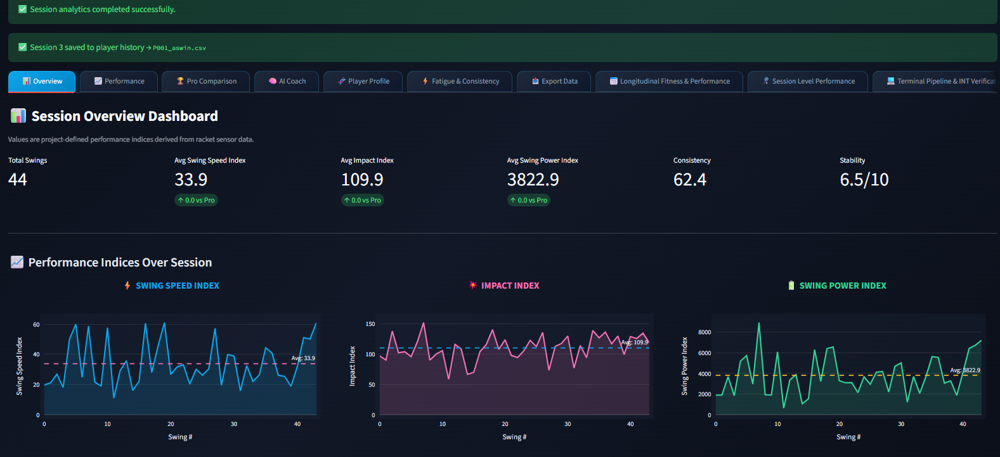 Session analytics completed successfully.
Session 3 saved to player history → P001_aswin.csv
Overview
Performance
Pro Comparison
AI Coach
Player Profile
Fatigue & Consistency
Export Data
Longitudinal Fitness & Performance
Session Level Performance
Terminal Pipeline & INT Verificat
Session Overview Dashboard
Values are project-defined performance indices derived from racket sensor data.
Total Swings
44
Avg Swing Speed Index
33.9
↑ 0.0 vs Pro
Avg Impact Index
109.9
↑ 0.0 vs Pro
Avg Swing Power Index
3822.9
↑ 0.0 vs Pro
Consistency
62.4
Stability
6.5/10
Performance Indices Over Session
SWING SPEED INDEX
Swing Speed Index
60
40
20
0
Avg: 33.9
0 10 20 30 40
Swing #
IMPACT INDEX
Impact Index
150
100
50
0
Avg: 109.9
0 10 20 30 40
Swing #
SWING POWER INDEX
Swing Power Index
8000
6000
4000
2000
0
Avg: 3822.9
0 10 20 30 40
Swing #